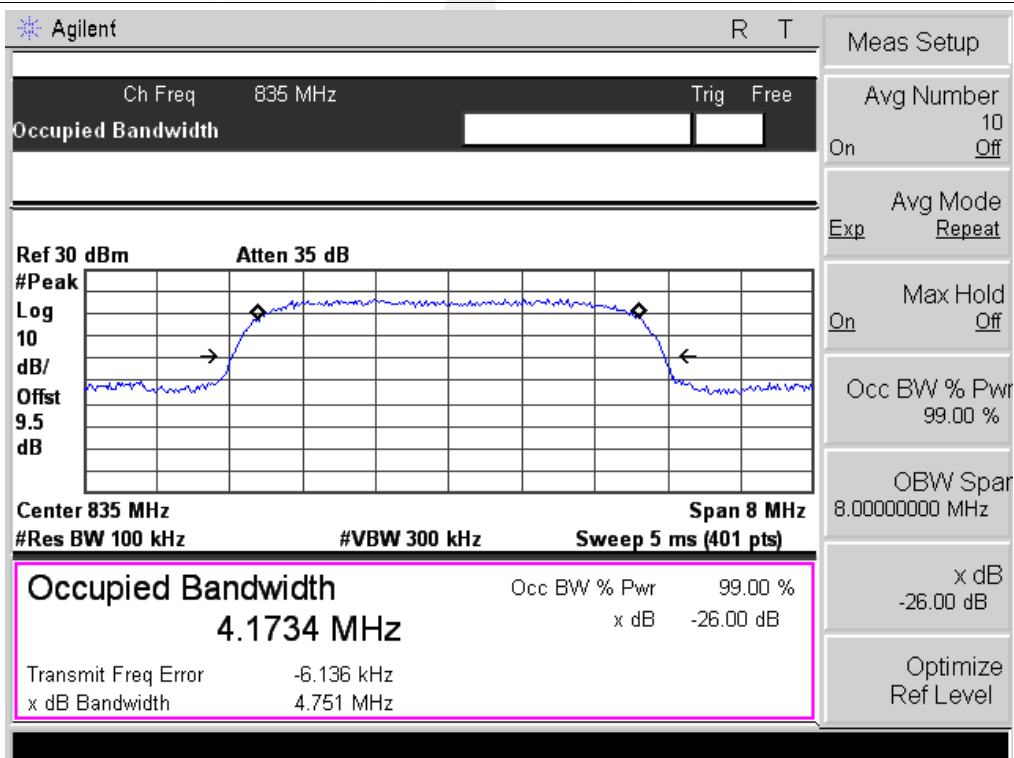 Agilent
R T
Ch Freq 835 MHz Trig Free
Occupied Bandwidth
Ref 30 dBm Atten 35 dB
#Peak
Log
10
dB/
Offst
9.5
dB
Center 835 MHz Span 8 MHz
#Res BW 100 kHz #VBW 300 kHz Sweep 5 ms (401 pts)
Occupied Bandwidth
4.1734 MHz
Occ BW % Pwr 99.00 %
x dB -26.00 dB
Transmit Freq Error -6.136 kHz
x dB Bandwidth 4.751 MHz
Meas Setup
Avg Number
10
On Off
Avg Mode
Exp Repeat
Max Hold
On Off
Occ BW % Pwr
99.00 %
OBW Span
8.00000000 MHz
x dB
-26.00 dB
Optimize
Ref Level